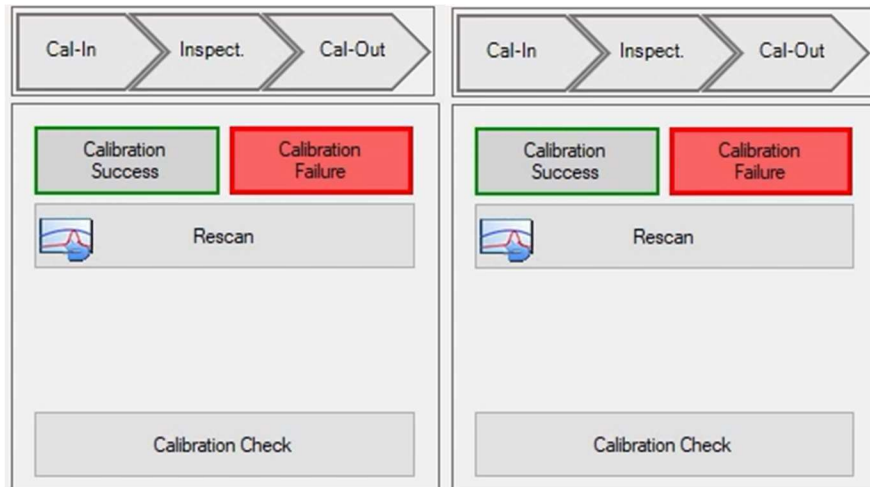 Cal-In Inspect. Cal-Out
Calibration Success
Calibration Failure
Rescan
Calibration Check
Cal-In Inspect. Cal-Out
Calibration Success
Calibration Failure
Rescan
Calibration Check